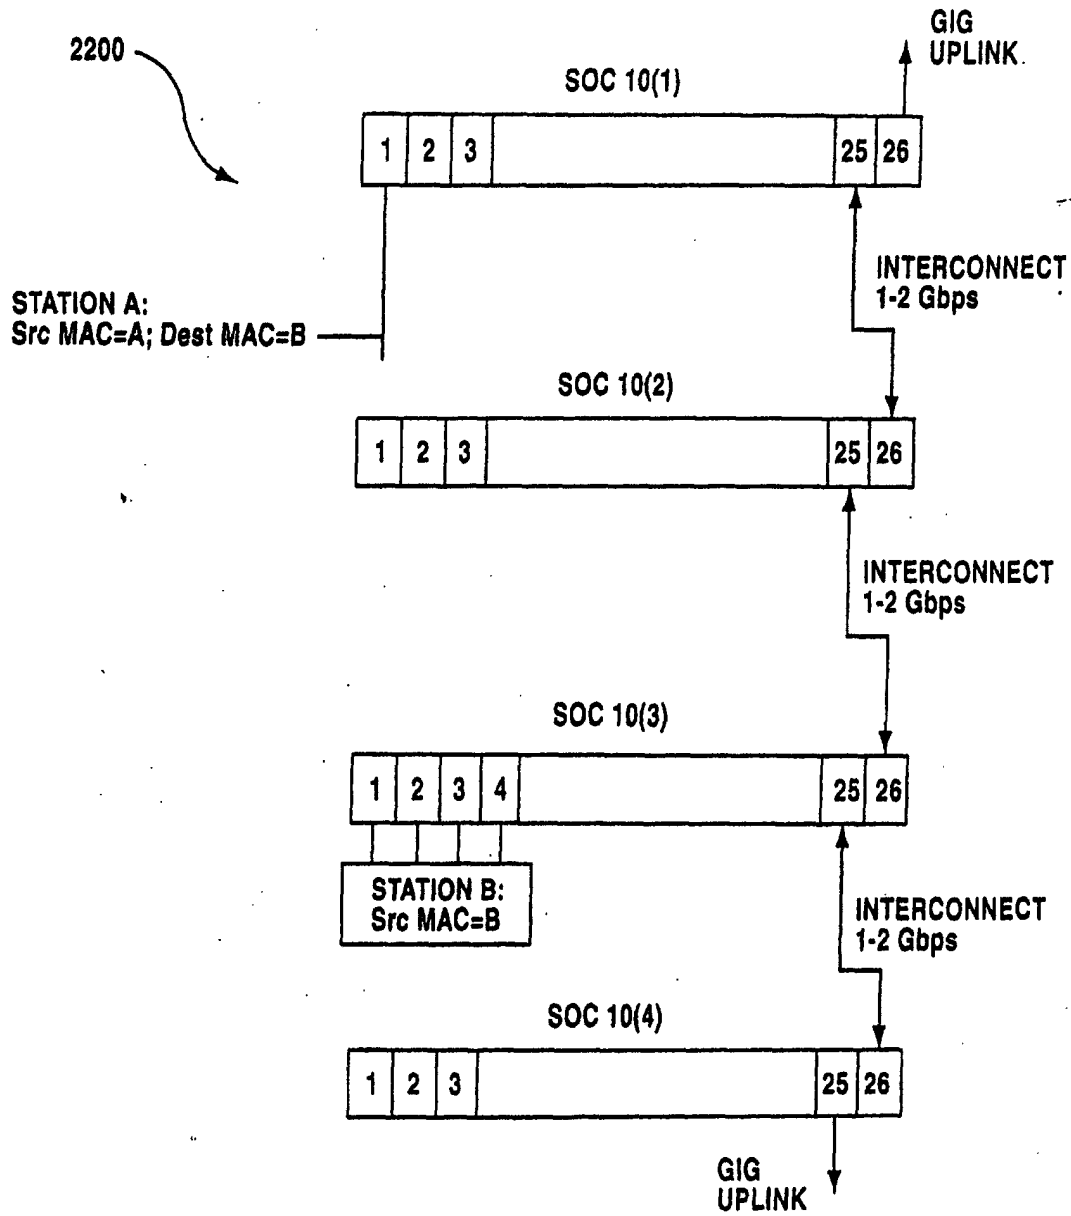 2200
GIG
UPLINK
SOC 10(1)
1 2 3 25 26
INTERCONNECT
1-2 Gbps
STATION A:
Src MAC=A; Dest MAC=B
SOC 10(2)
1 2 3 25 26
INTERCONNECT
1-2 Gbps
SOC 10(3)
1 2 3 4 25 26
STATION B:
Src MAC=B
INTERCONNECT
1-2 Gbps
SOC 10(4)
1 2 3 25 26
GIG
UPLINK